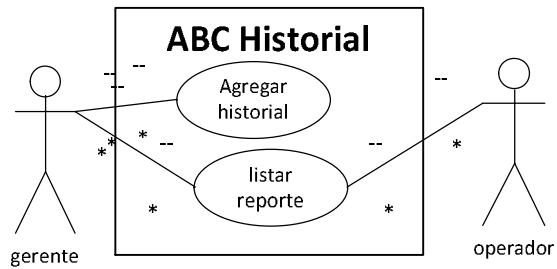 ABC Historial
Agregar
historial
listar
reporte
gerente
operador
-- -- -- -- -- --
* * * * * *